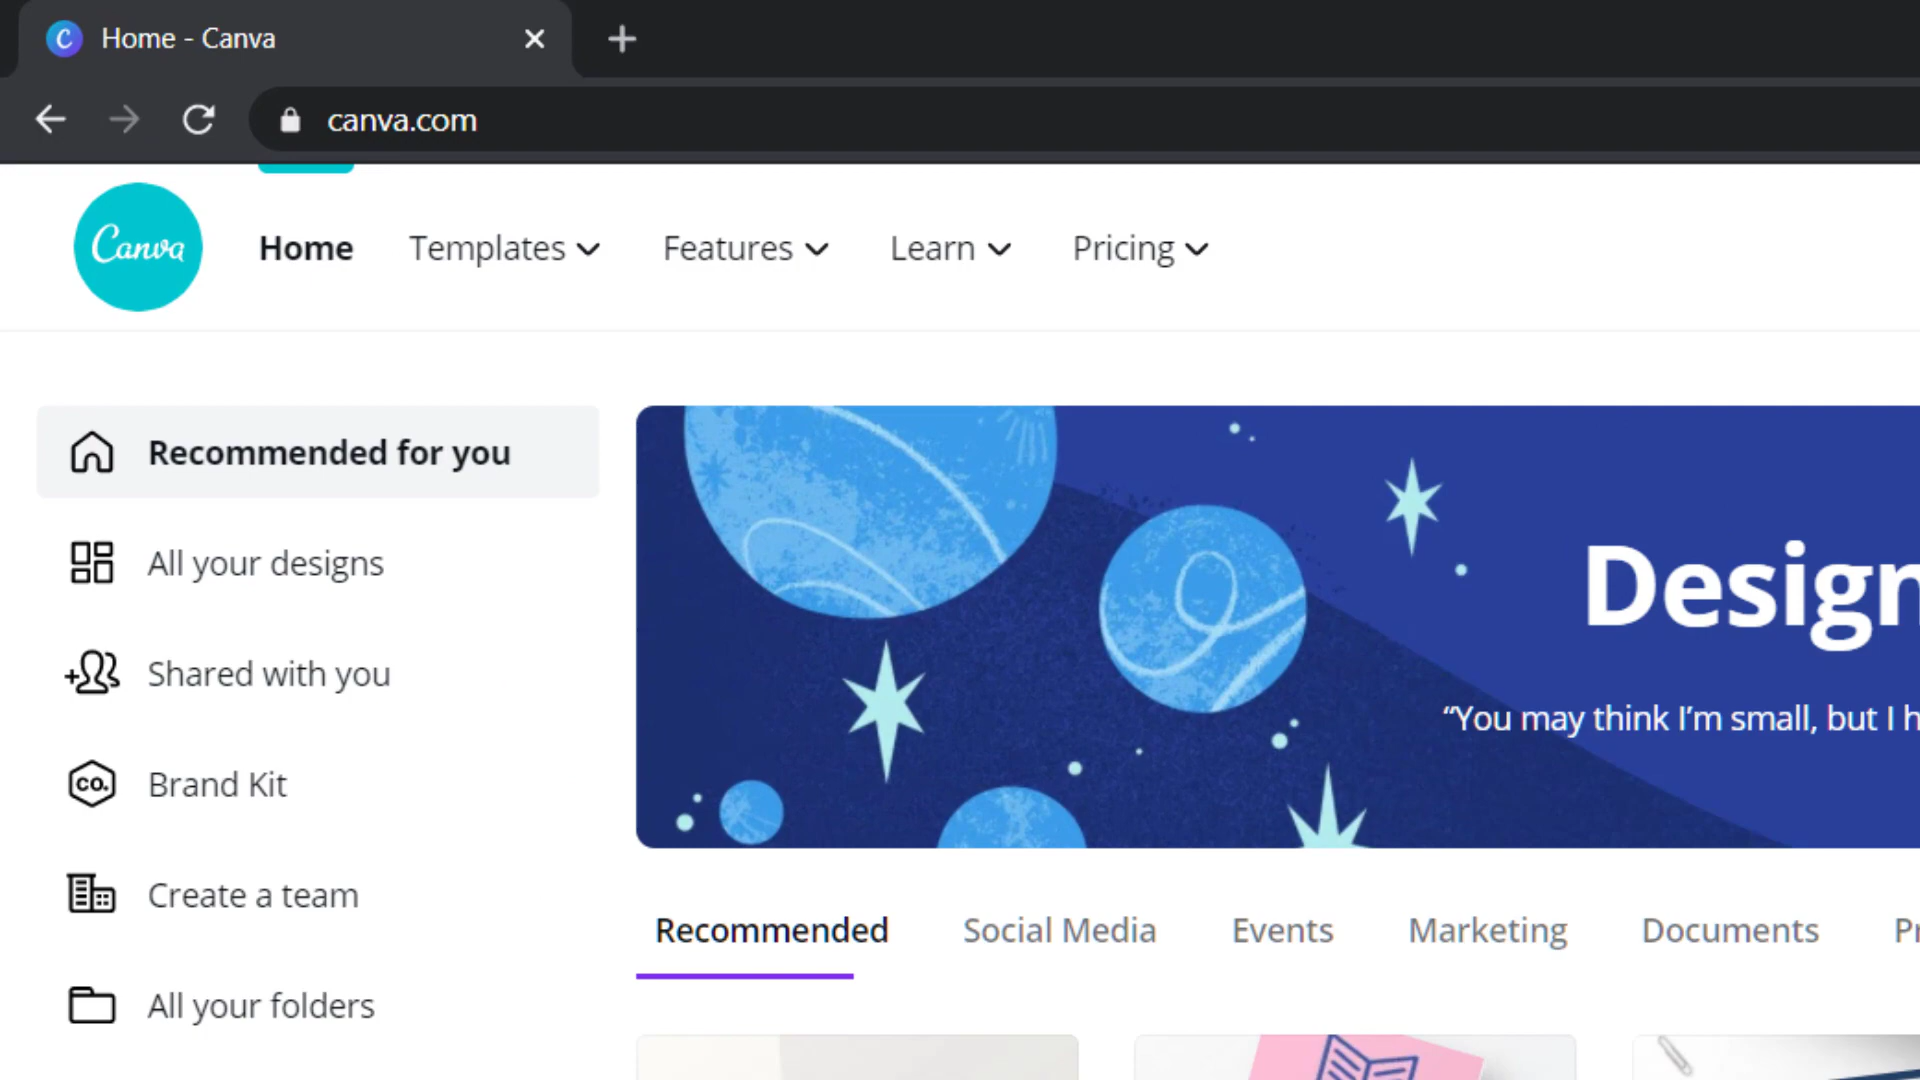 Home - Canva
canva.com
Canva
Home
Templates
Features
Learn
Pricing
Recommended for you
All your designs
Shared with you
Brand Kit
CO.
Create a team
All your folders
Design
“You may think I’m small, but I h
Recommended
Social Media
Events
Marketing
Documents
Pr